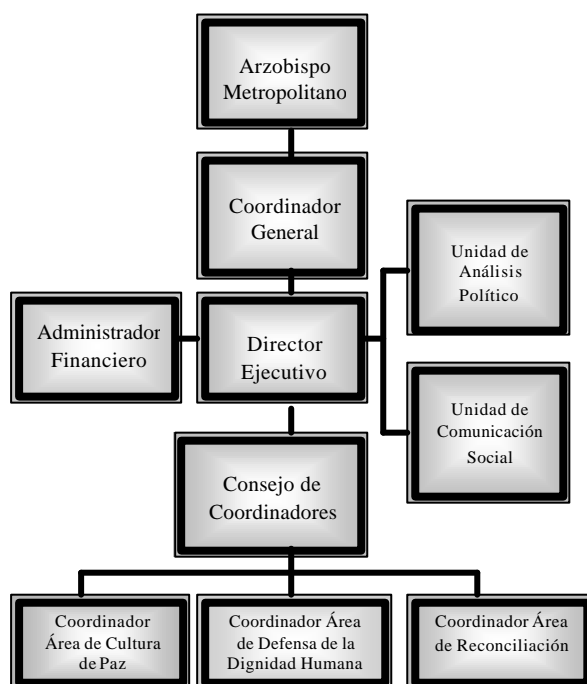 Arzobispo
Metropolitano
Coordinador
General
Unidad de
Análisis
Político
Administrador
Financiero
Director
Ejecutivo
Unidad de
Comunicación
Social
Consejo de
Coordinadores
Coordinador
Área de Cultura
de Paz
Coordinador Área
de Defensa de la
Dignidad Humana
Coordinador Área
de Reconciliación